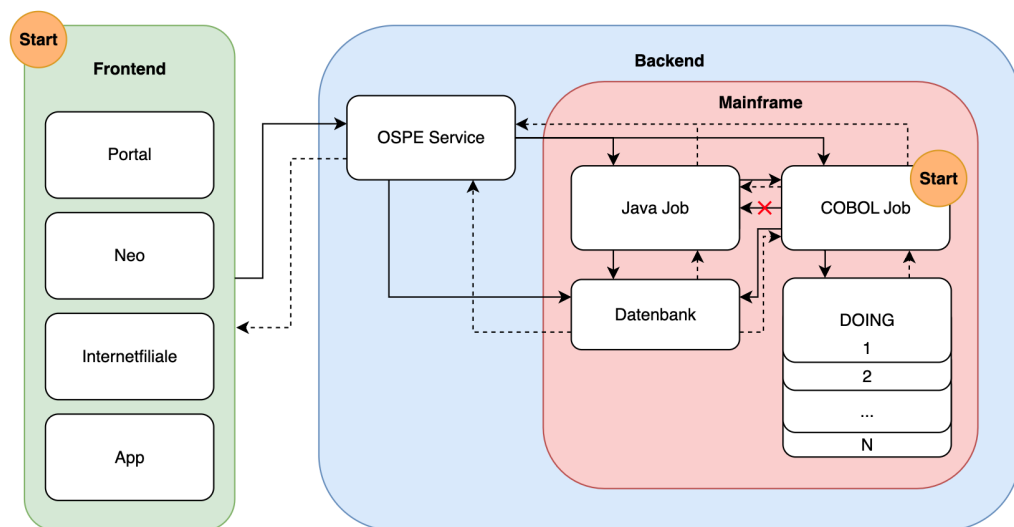 Start
Frontend
Portal
Neo
Internetfiliale
App
Backend
OSPE Service
Mainframe
Java Job
COBOL Job
Start
Datenbank
DOING
1
2
...
N